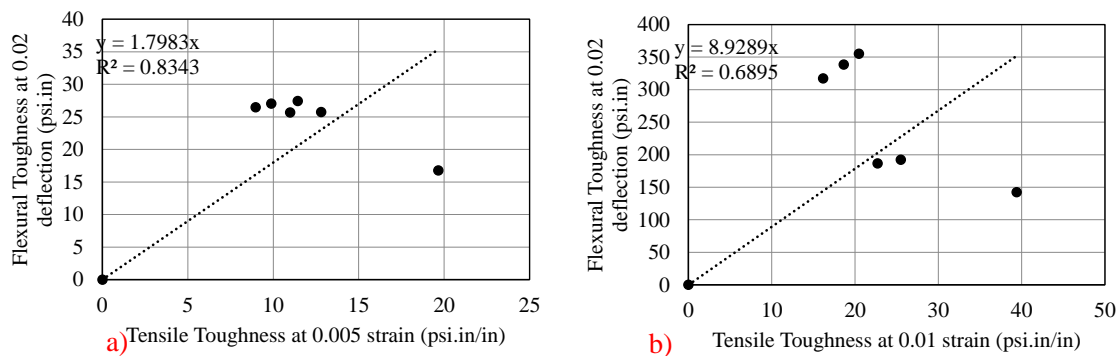 40
35
30
25
20
15
10
5
0
Flexural Toughness at 0.02
deflection (psi.in)
y = 1.7983x
R² = 0.8343
0 5 10 15 20 25
Tensile Toughness at 0.005 strain (psi.in/in)
a)
400
350
300
250
200
150
100
50
0
Flexural Toughness at 0.02
deflection (psi.in)
y = 8.9289x
R² = 0.6895
0 10 20 30 40 50
Tensile Toughness at 0.01 strain (psi.in/in)
b)